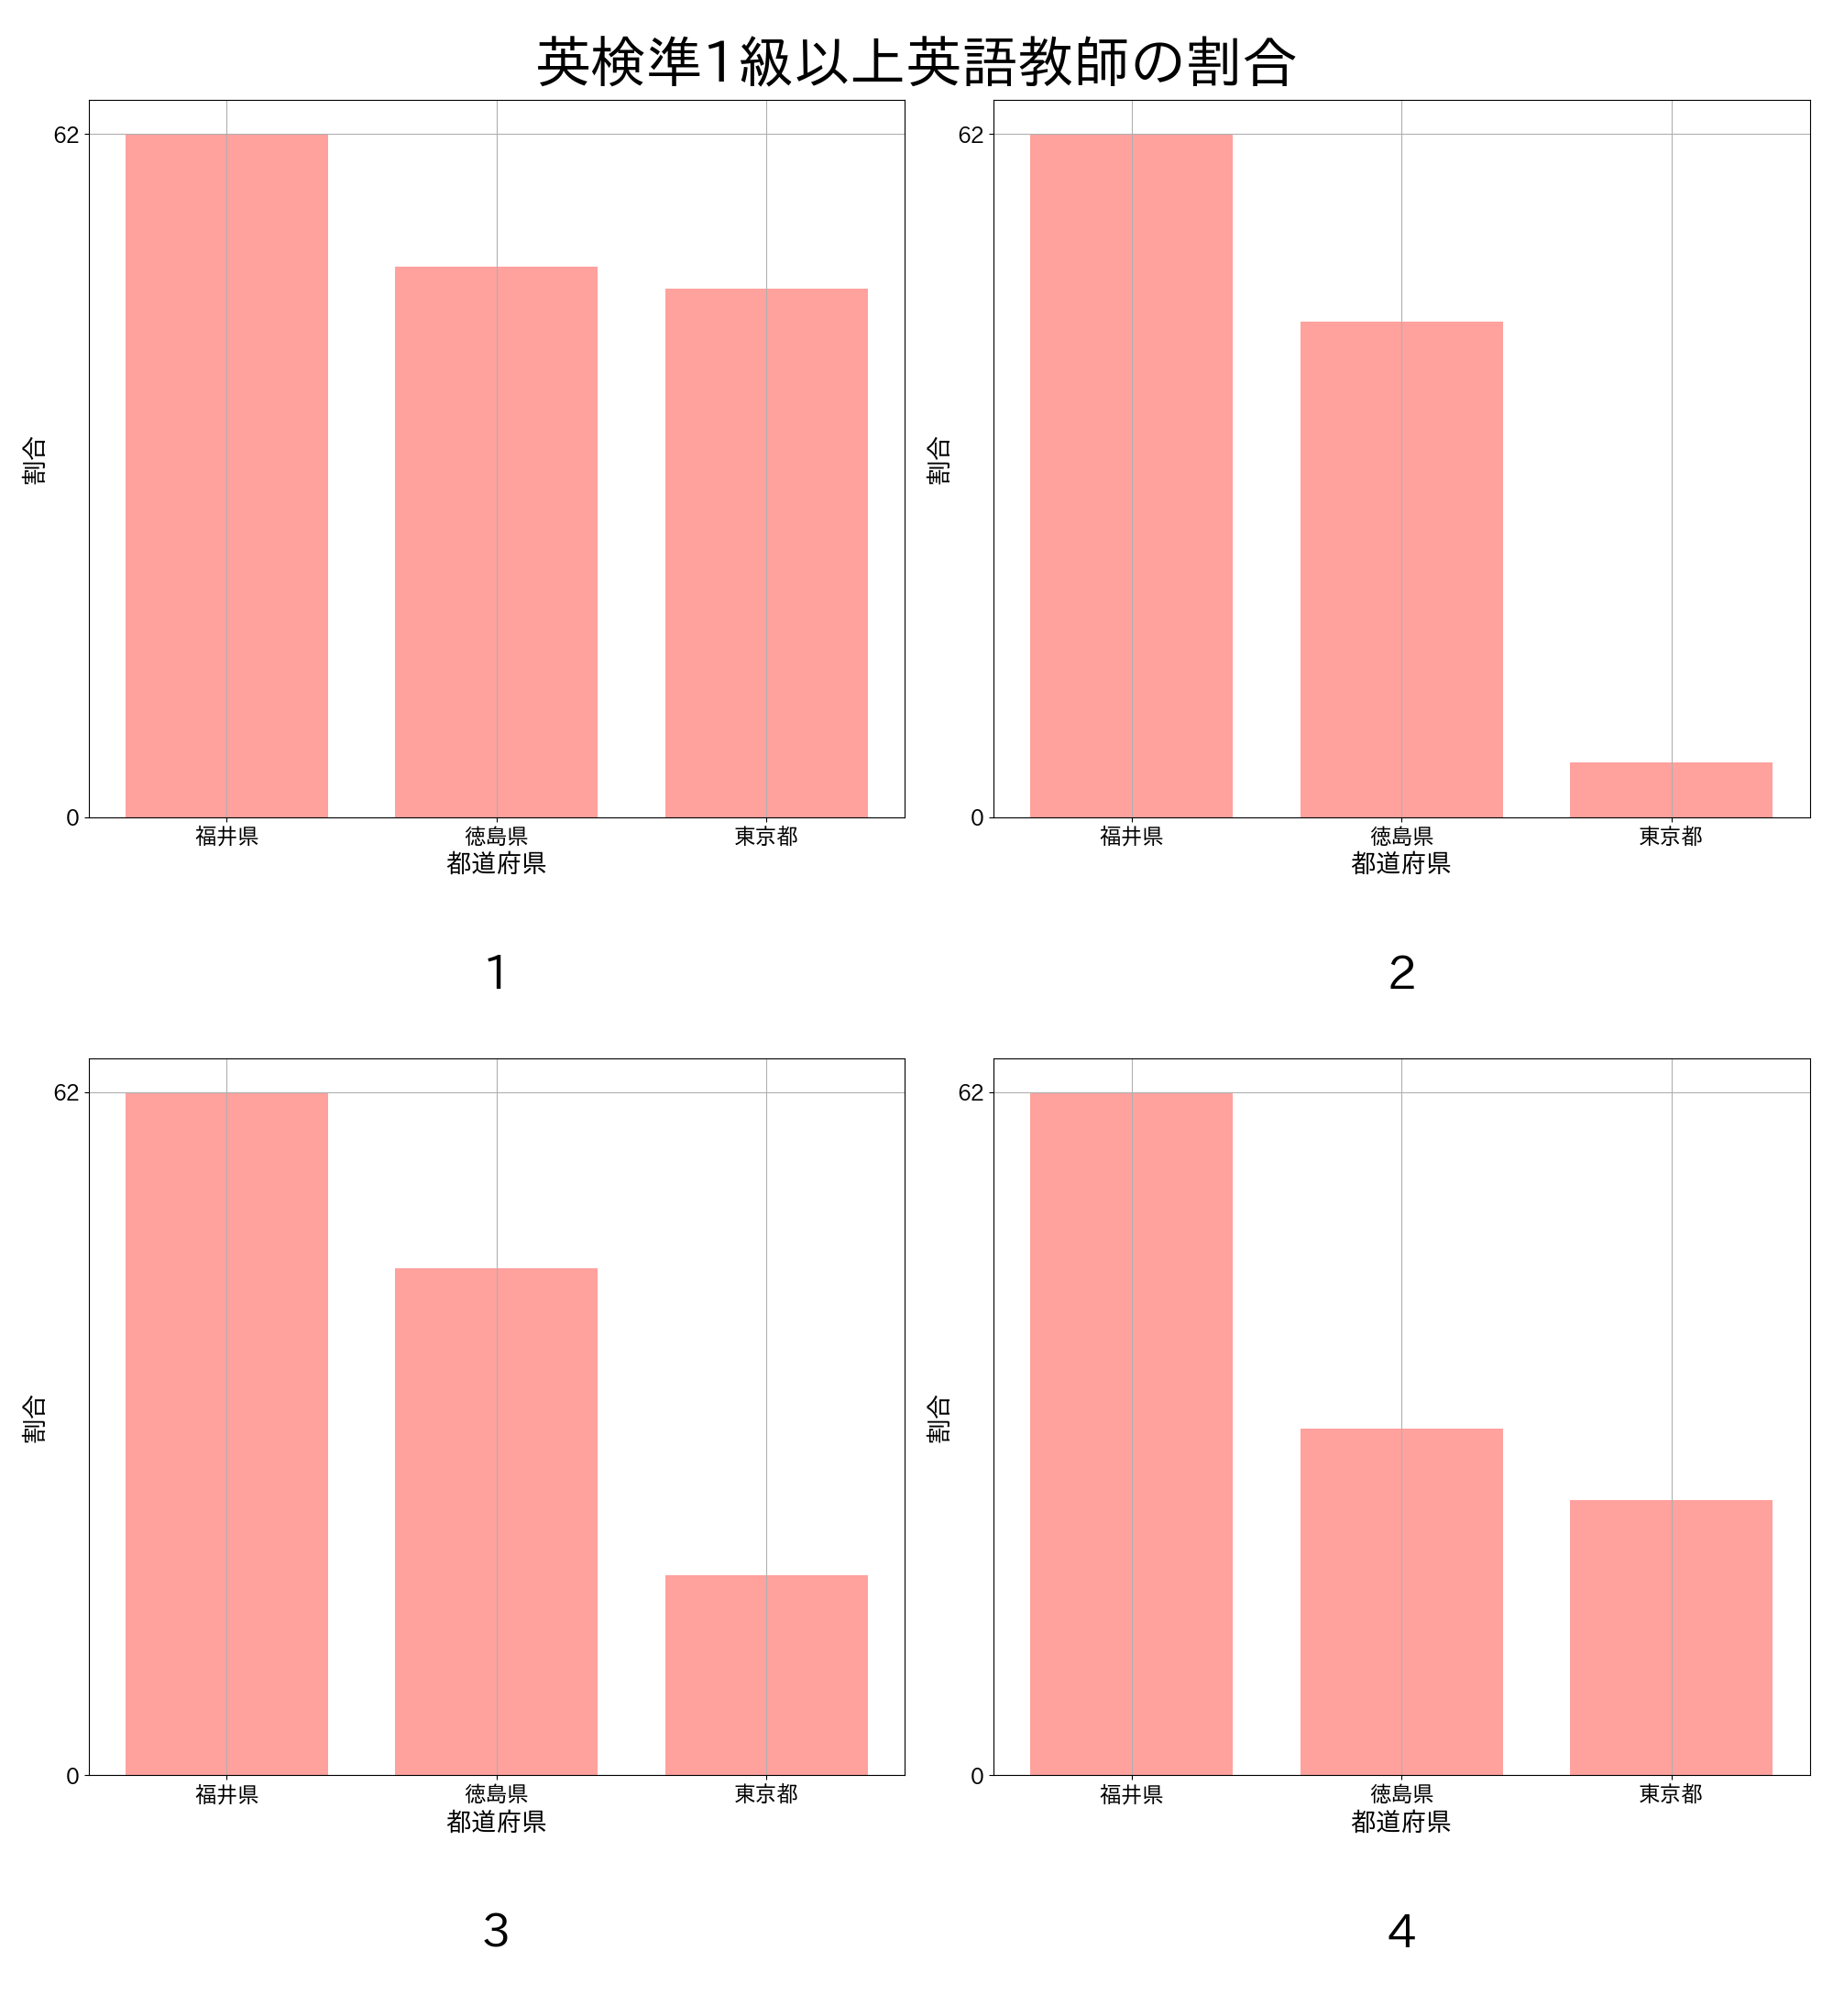 英検準1級以上英語教師の割合
62
0
割合
福井県
徳島県
東京都
都道府県
1
62
0
割合
福井県
徳島県
東京都
都道府県
2
62
0
割合
福井県
徳島県
東京都
都道府県
3
62
0
割合
福井県
徳島県
東京都
都道府県
4